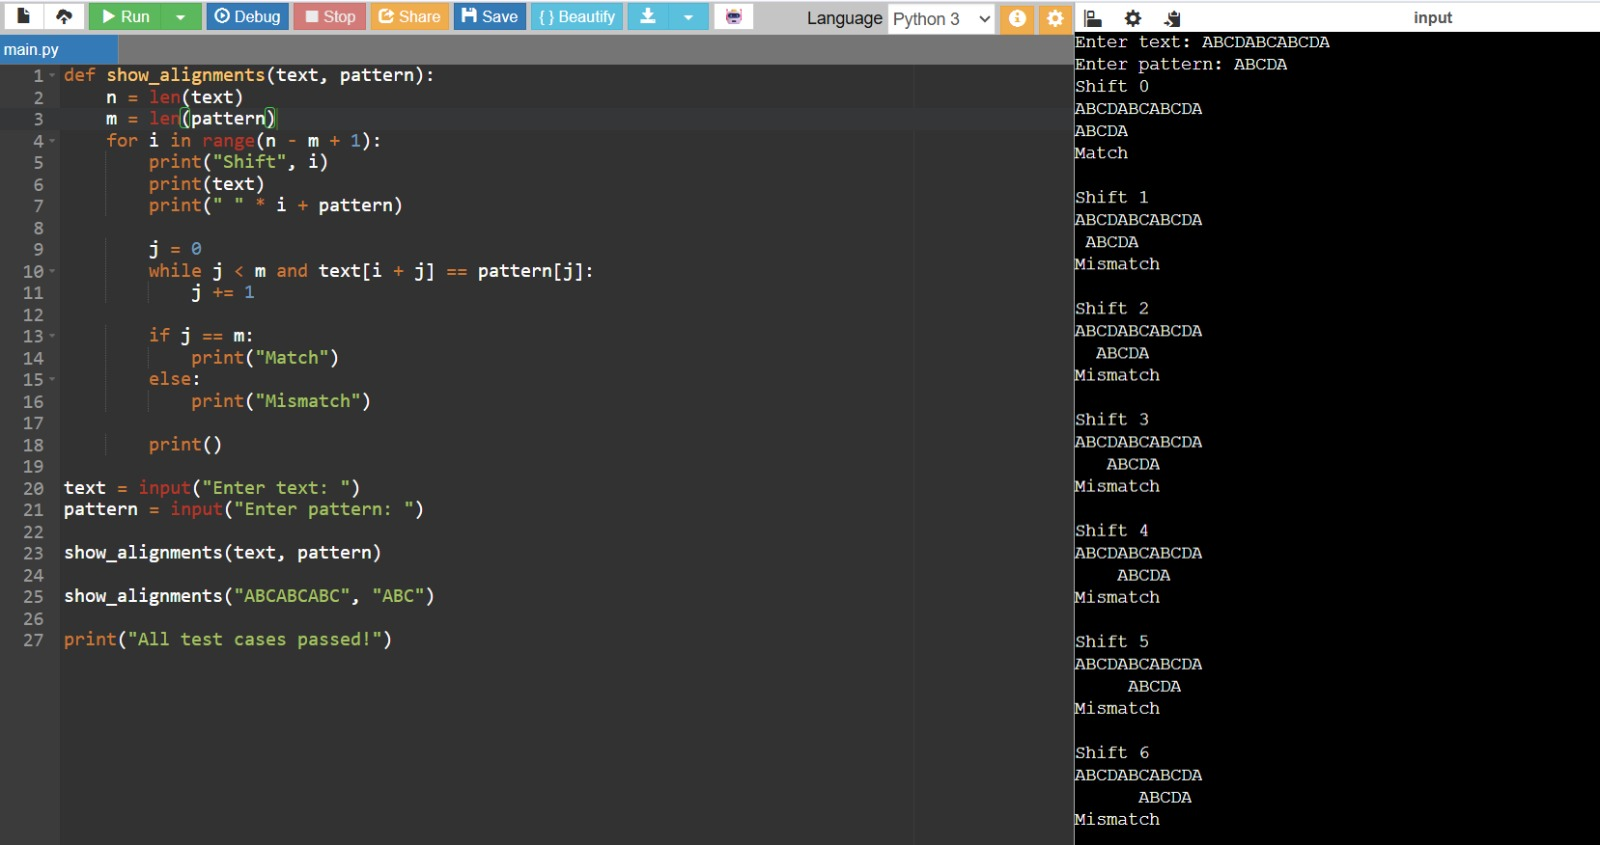 Run Debug Stop Share Save { } Beautify Language Python 3
main.py
1 def show_alignments(text, pattern):
2     n = len(text)
3     m = len(pattern)
4     for i in range(n - m + 1):
5         print("Shift", i)
6         print(text)
7         print(" " * i + pattern)
8
9         j = 0
10         while j < m and text[i + j] == pattern[j]:
11             j += 1
12
13         if j == m:
14             print("Match")
15         else:
16             print("Mismatch")
17
18         print()
19
20 text = input("Enter text: ")
21 pattern = input("Enter pattern: ")
22
23 show_alignments(text, pattern)
24
25 show_alignments("ABCABCABC", "ABC")
26
27 print("All test cases passed!")
input
Enter text: ABCDABCABCDA
Enter pattern: ABCDA
Shift 0
ABCDABCABCDA
ABCDA
Match

Shift 1
ABCDABCABCDA
 ABCDA
Mismatch

Shift 2
ABCDABCABCDA
  ABCDA
Mismatch

Shift 3
ABCDABCABCDA
   ABCDA
Mismatch

Shift 4
ABCDABCABCDA
    ABCDA
Mismatch

Shift 5
ABCDABCABCDA
     ABCDA
Mismatch

Shift 6
ABCDABCABCDA
      ABCDA
Mismatch